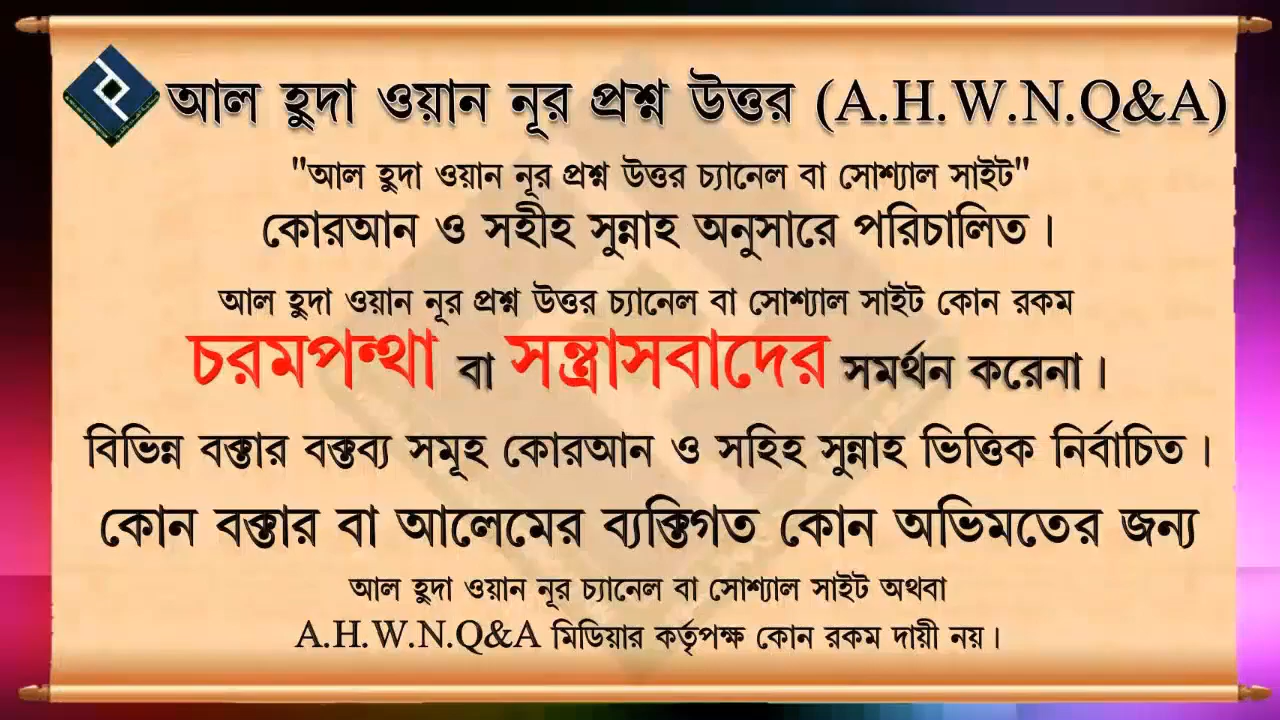 আল হুদা ওয়ান নূর প্রশ্ন উত্তর (A.H.W.N.Q&A)
"আল হুদা ওয়ান নূর প্রশ্ন উত্তর চ্যানেল বা সোশ্যাল সাইট"
কোরআন ও সহীহ সুন্নাহ অনুসারে পরিচালিত ।
আল হুদা ওয়ান নূর প্রশ্ন উত্তর চ্যানেল বা সোশ্যাল সাইট কোন রকম
চরমপন্থা বা সন্ত্রাসবাদের সমর্থন করেনা ।
বিভিন্ন বক্তার বক্তব্য সমূহ কোরআন ও সহিহ সুন্নাহ ভিত্তিক নির্বাচিত ।
কোন বক্তার বা আলেমের ব্যক্তিগত কোন অভিমতের জন্য
আল হুদা ওয়ান নূর চ্যানেল বা সোশ্যাল সাইট অথবা
A.H.W.N.Q&A মিডিয়ার কর্তৃপক্ষ কোন রকম দায়ী নয় ।